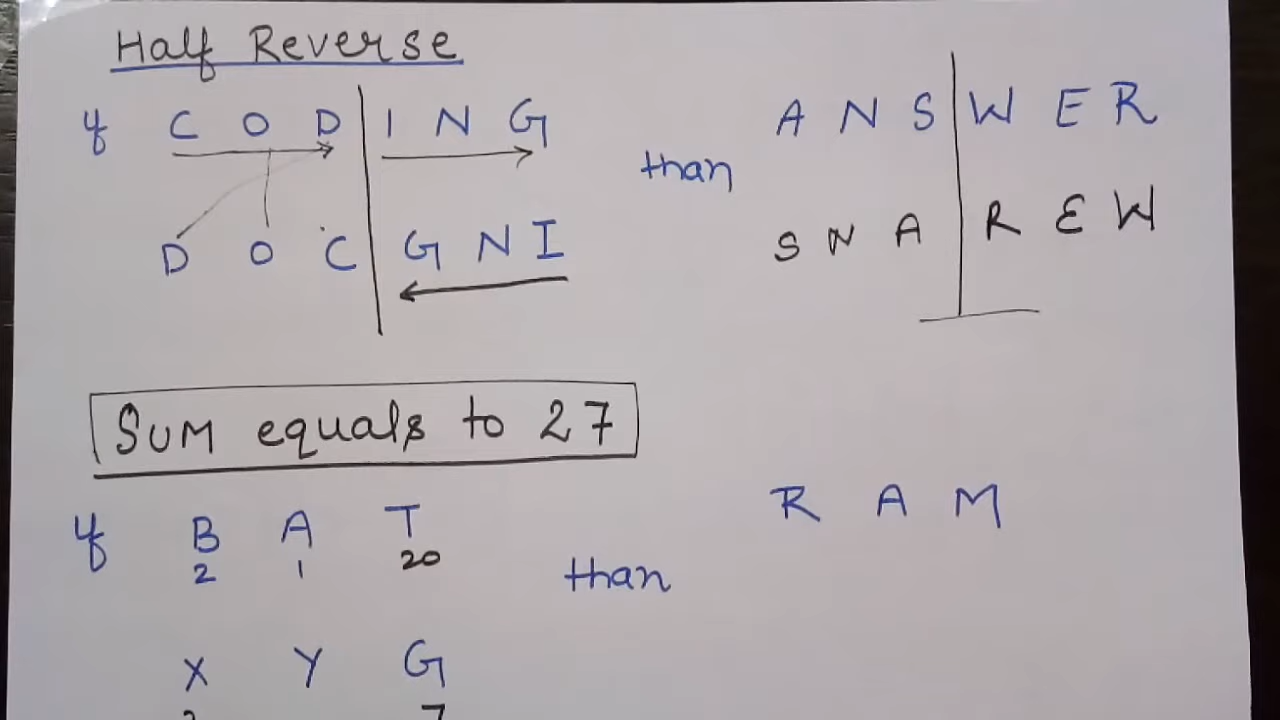 Half Reverse
If C O D I N G than A N S W E R
D O C G N I S N A R E W
SUM equals to 27
If B A T than R A M
2 1 20
X Y G
7